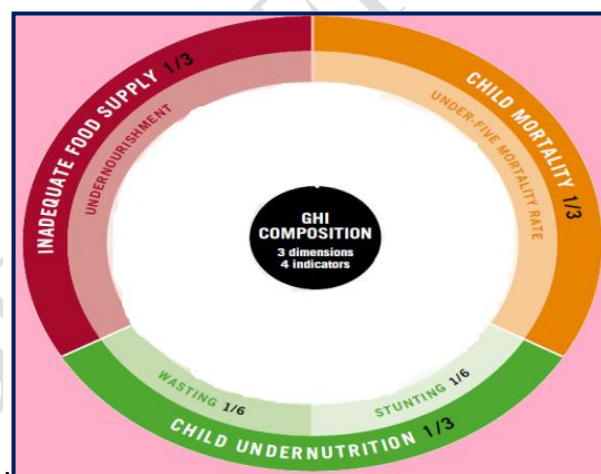 INADEQUATE FOOD SUPPLY 1/3
UNDERNOURISHMENT
CHILD MORTALITY 1/3
UNDER-FIVE MORTALITY RATE
GHI
COMPOSITION
3 dimensions
4 indicators
WASTING 1/6
STUNTING 1/6
CHILD UNDERNUTRITION 1/3